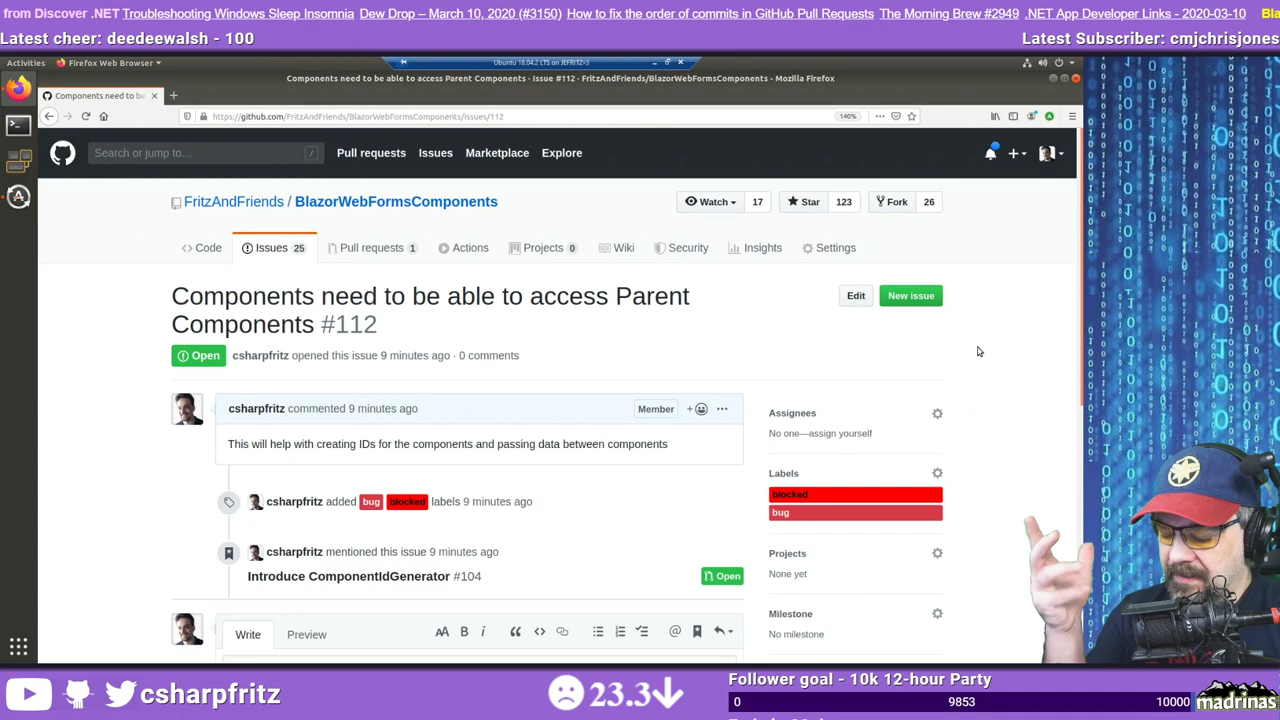 from Discover .NET Troubleshooting Windows Sleep Insomnia Dew Drop – March 10, 2020 (#3150) How to fix the order of commits in GitHub Pull Requests The Morning Brew #2949 .NET App Developer Links - 2020-03-10
Latest cheer: deedeewalsh - 100
Latest Subscriber: cmjchrisjones
Activities
Firefox Web Browser
Ubuntu 18.04.2 LTS on JEFRITZ-3
Components need to be able to access Parent Components · Issue #112 · FritzAndFriends/BlazorWebFormsComponents - Mozilla Firefox
Components need to be
https://github.com/FritzAndFriends/BlazorWebFormsComponents/issues/112
140%
Search or jump to...
/
Pull requests
Issues
Marketplace
Explore
FritzAndFriends / BlazorWebFormsComponents
Watch
17
Star
123
Fork
26
Code
Issues 25
Pull requests 1
Actions
Projects 0
Wiki
Security
Insights
Settings
Components need to be able to access Parent
Components #112
Edit
New issue
Open
csharpfritz opened this issue 9 minutes ago · 0 comments
csharpfritz commented 9 minutes ago
Member
This will help with creating IDs for the components and passing data between components
csharpfritz added bug blocked labels 9 minutes ago
csharpfritz mentioned this issue 9 minutes ago
Introduce ComponentIdGenerator #104
Open
Write
Preview
Assignees
No one—assign yourself
Labels
blocked
bug
Projects
None yet
Milestone
No milestone
csharpfritz
23.3
Follower goal - 10k 12-hour Party
0
9853
10000
madrinas